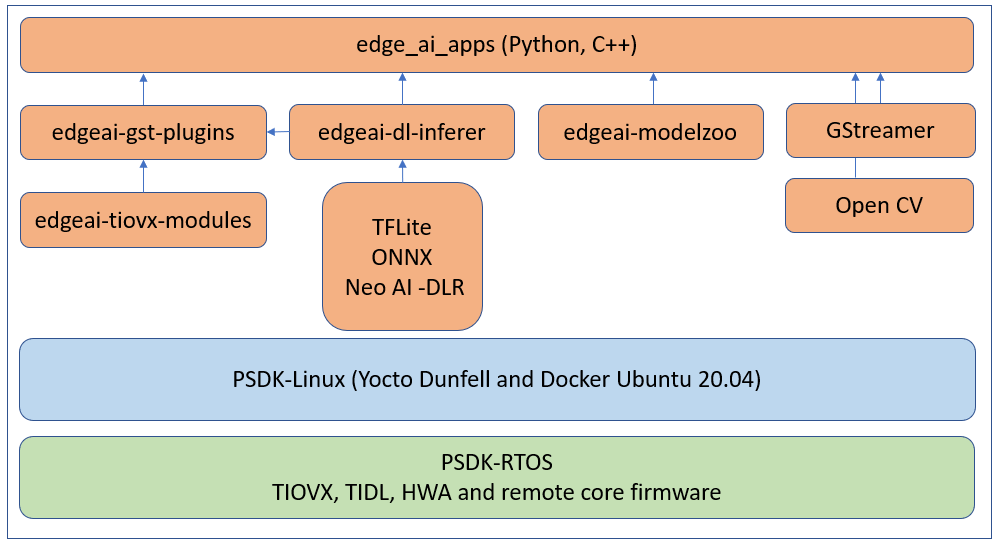 edge_ai_apps (Python, C++)
edgeai-gst-plugins
edgeai-dl-inferer
edgeai-modelzoo
GStreamer
edgeai-tiovx-modules
TFLite
ONNX
Neo AI -DLR
Open CV
PSDK-Linux (Yocto Dunfell and Docker Ubuntu 20.04)
PSDK-RTOS
TIOVX, TIDL, HWA and remote core firmware